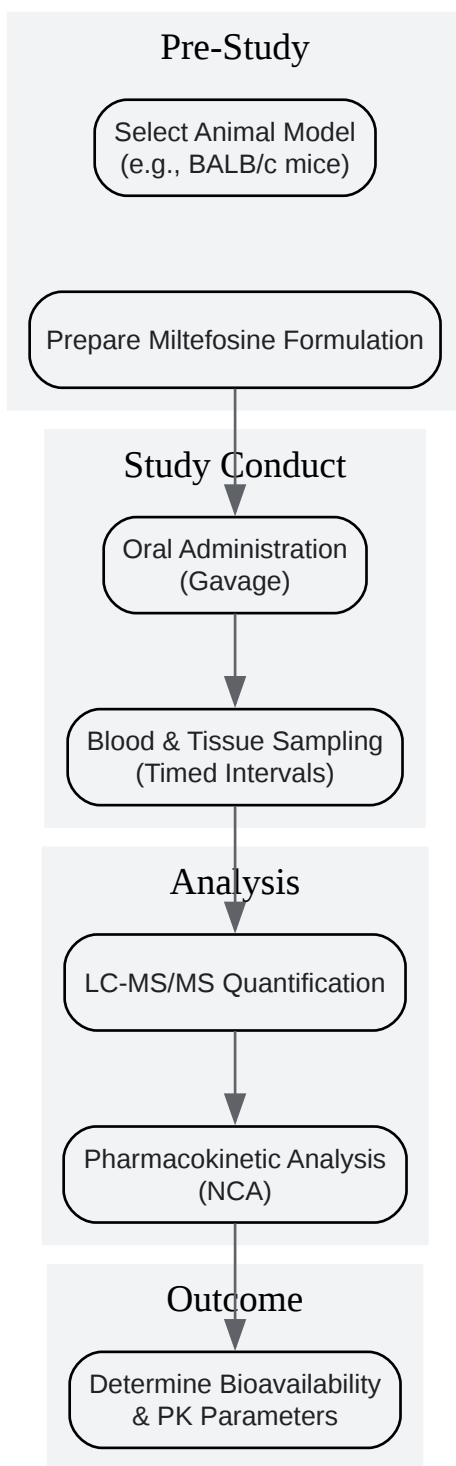 Pre-Study
Select Animal Model
(e.g., BALB/c mice)
Prepare Miltefosine Formulation
Study Conduct
Oral Administration
(Gavage)
Blood & Tissue Sampling
(Timed Intervals)
Analysis
LC-MS/MS Quantification
Pharmacokinetic Analysis
(NCA)
Outcome
Determine Bioavailability
& PK Parameters